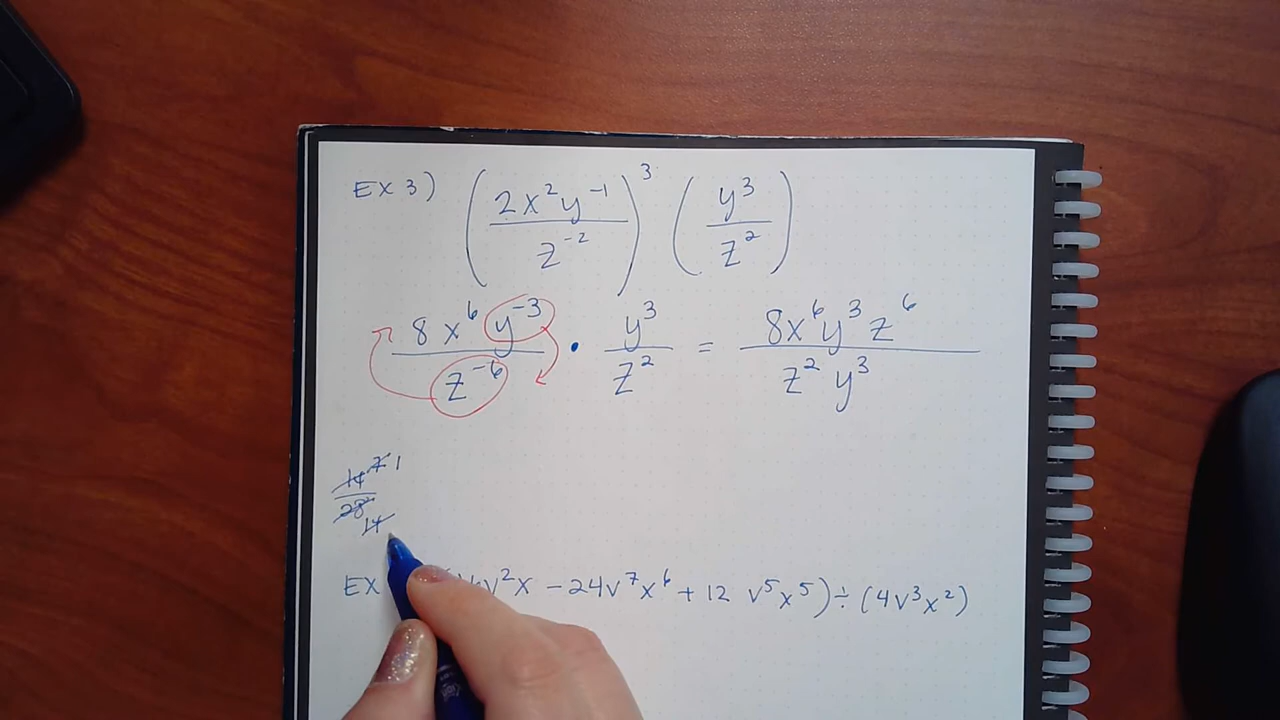 EX 3) (2x²y⁻¹ / z⁻²)³ (y³ / z²)
8x⁶y⁻³ / z⁻⁶ • y³ / z² = 8x⁶y³z⁶ / z²y³
14 7 1
28
14
EX v²x - 24v⁷x⁶ + 12 v⁵x⁵) ÷ (4v³x²)